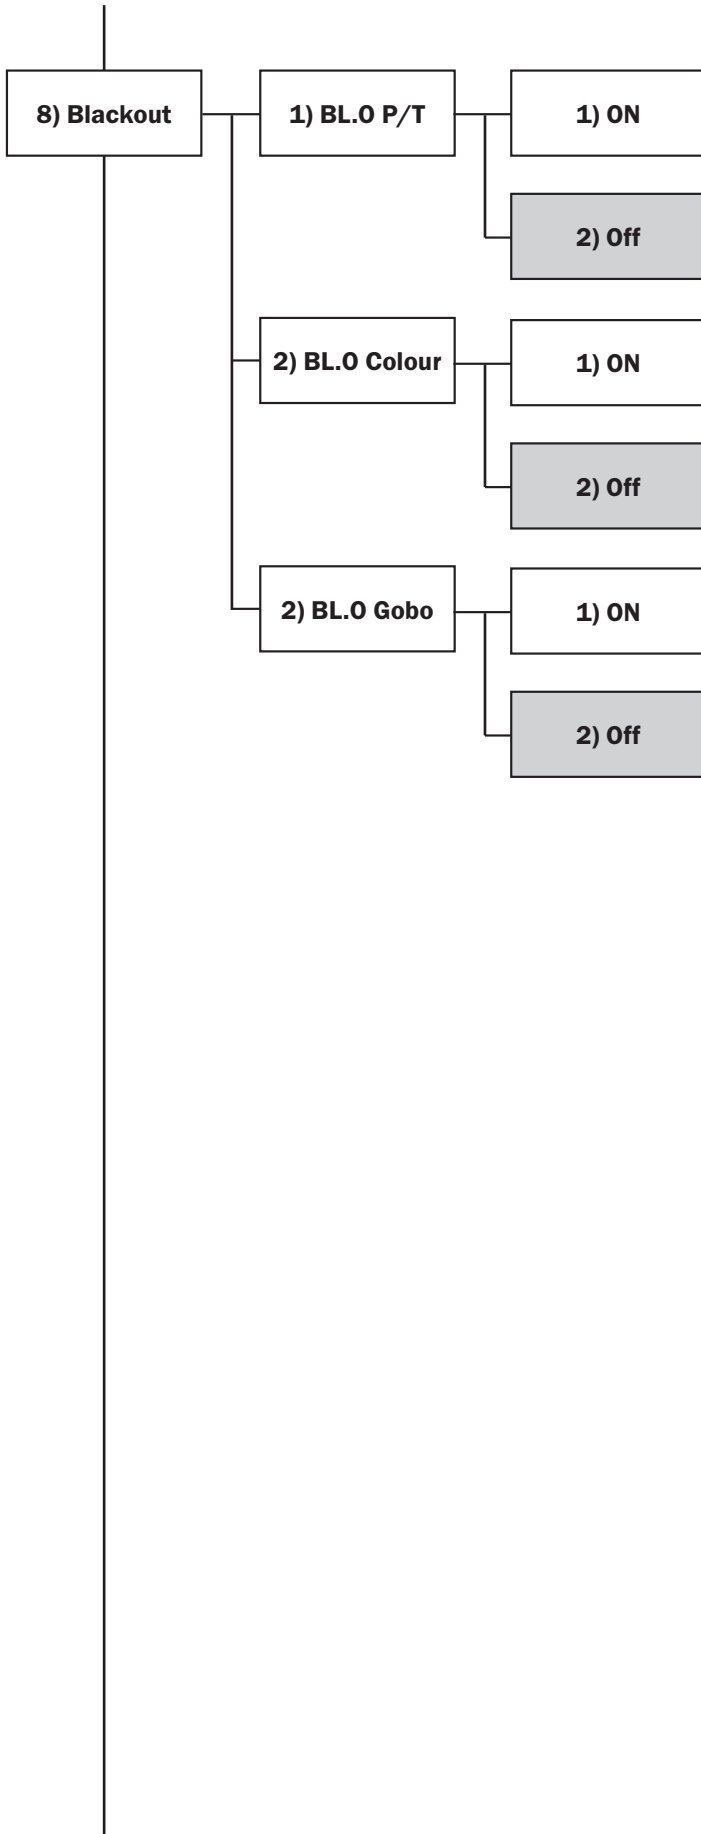 8) Blackout
1) BL.O P/T
1) ON
2) Off
2) BL.O Colour
1) ON
2) Off
2) BL.O Gobo
1) ON
2) Off